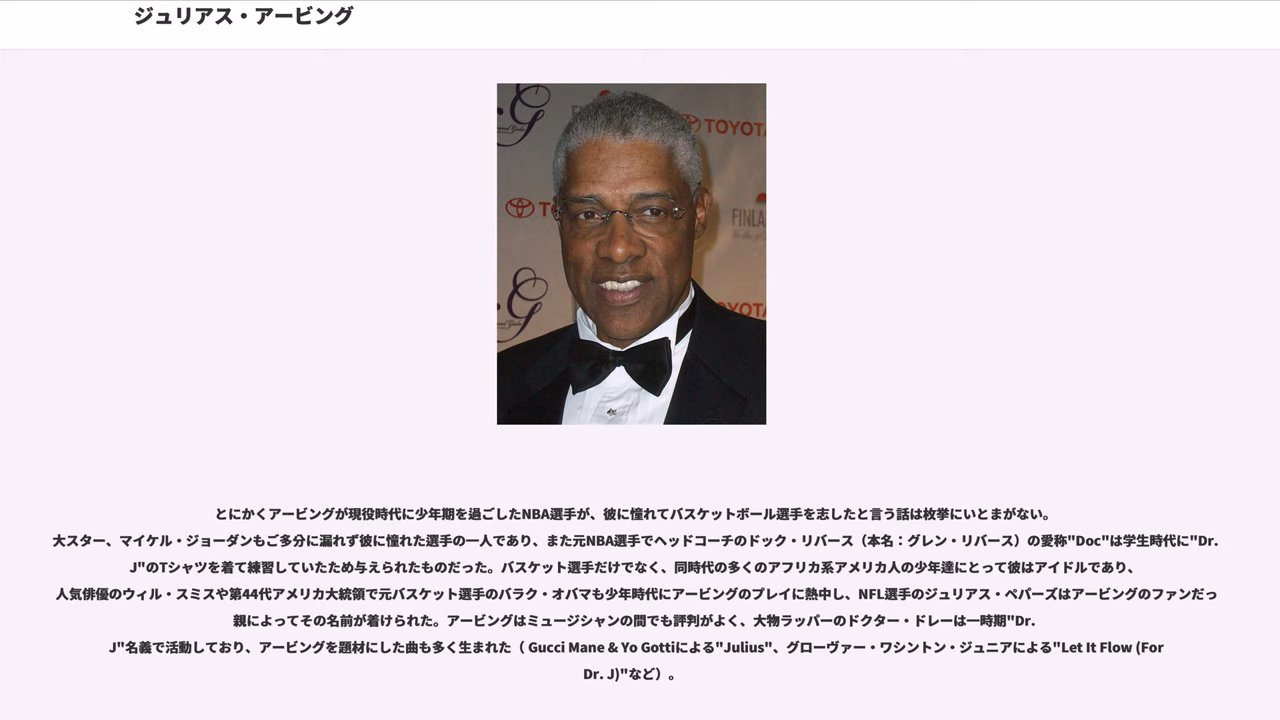 ジュリアス・アービング
G
FIN
TOYOTA
T
FINLA
G
TOYOTA
とにかくアービングが現役時代に少年期を過ごしたNBA選手が、彼に憧れてバスケットボール選手を志したと言う話は枚挙にいとまがない。
大スター、マイケル・ジョーダンもご多分に漏れず彼に憧れた選手の一人であり、また元NBA選手でヘッドコーチのドック・リバース（本名：グレン・リバース）の愛称"Doc"は学生時代に"Dr.
J"のTシャツを着て練習していたため与えられたものだった。バスケット選手だけでなく、同時代の多くのアフリカ系アメリカ人の少年達にとって彼はアイドルであり、
人気俳優のウィル・スミスや第44代アメリカ大統領で元バスケット選手のバラク・オバマも少年時代にアービングのプレイに熱中し、NFL選手のジュリアス・ペパーズはアービングのファンだっ
親によってその名前が着けられた。アービングはミュージシャンの間でも評判がよく、大物ラッパーのドクター・ドレーは一時期"Dr.
J"名義で活動しており、アービングを題材にした曲も多く生まれた（ Gucci Mane & Yo Gottiによる"Julius"、グローヴァー・ワシントン・ジュニアによる"Let It Flow (For
Dr. J)"など）。